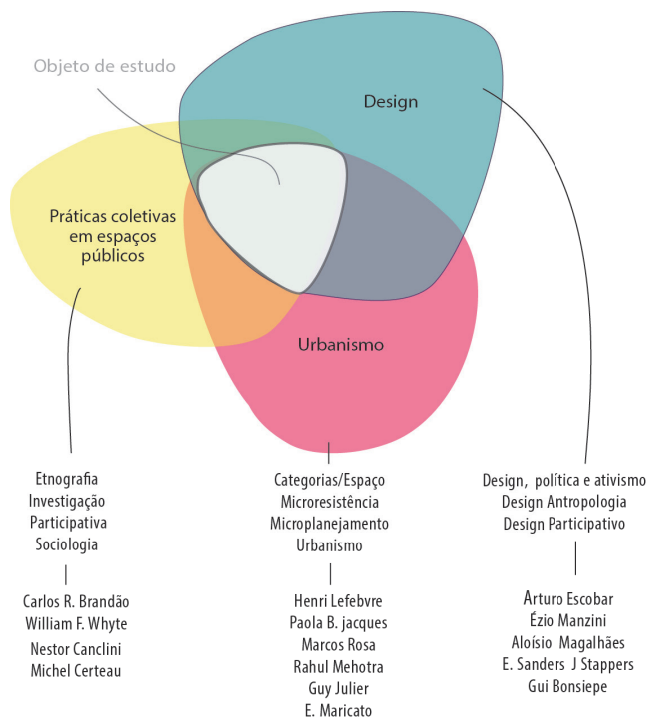 Objeto de estudo
Design
Práticas coletivas
em espaços
públicos
Urbanismo
Etnografia
Investigação
Participativa
Sociologia
Carlos R. Brandão
William F. Whyte
Nestor Canclini
Michel Certeau
Categorias/Espaço
Microresistência
Microplanejamento
Urbanismo
Henri Lefebvre
Paola B. jacques
Marcos Rosa
Rahul Mehotra
Guy Julier
E. Maricato
Design, política e ativismo
Design Antropologia
Design Participativo
Arturo Escobar
Ézio Manzini
Aloísio Magalhães
E. Sanders J Stappers
Gui Bonsiepe